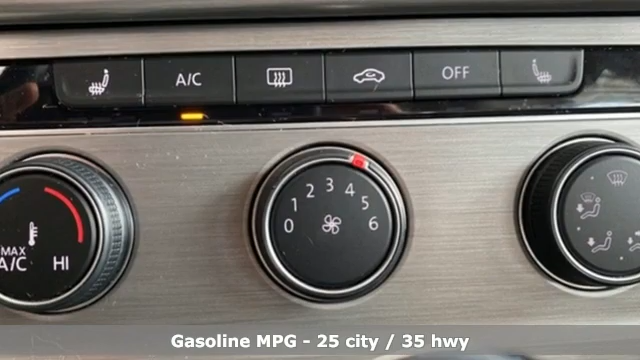 A/C
OFF
0 1 2 3 4 5 6
MAX
A/C HI
Gasoline MPG - 25 city / 35 hwy